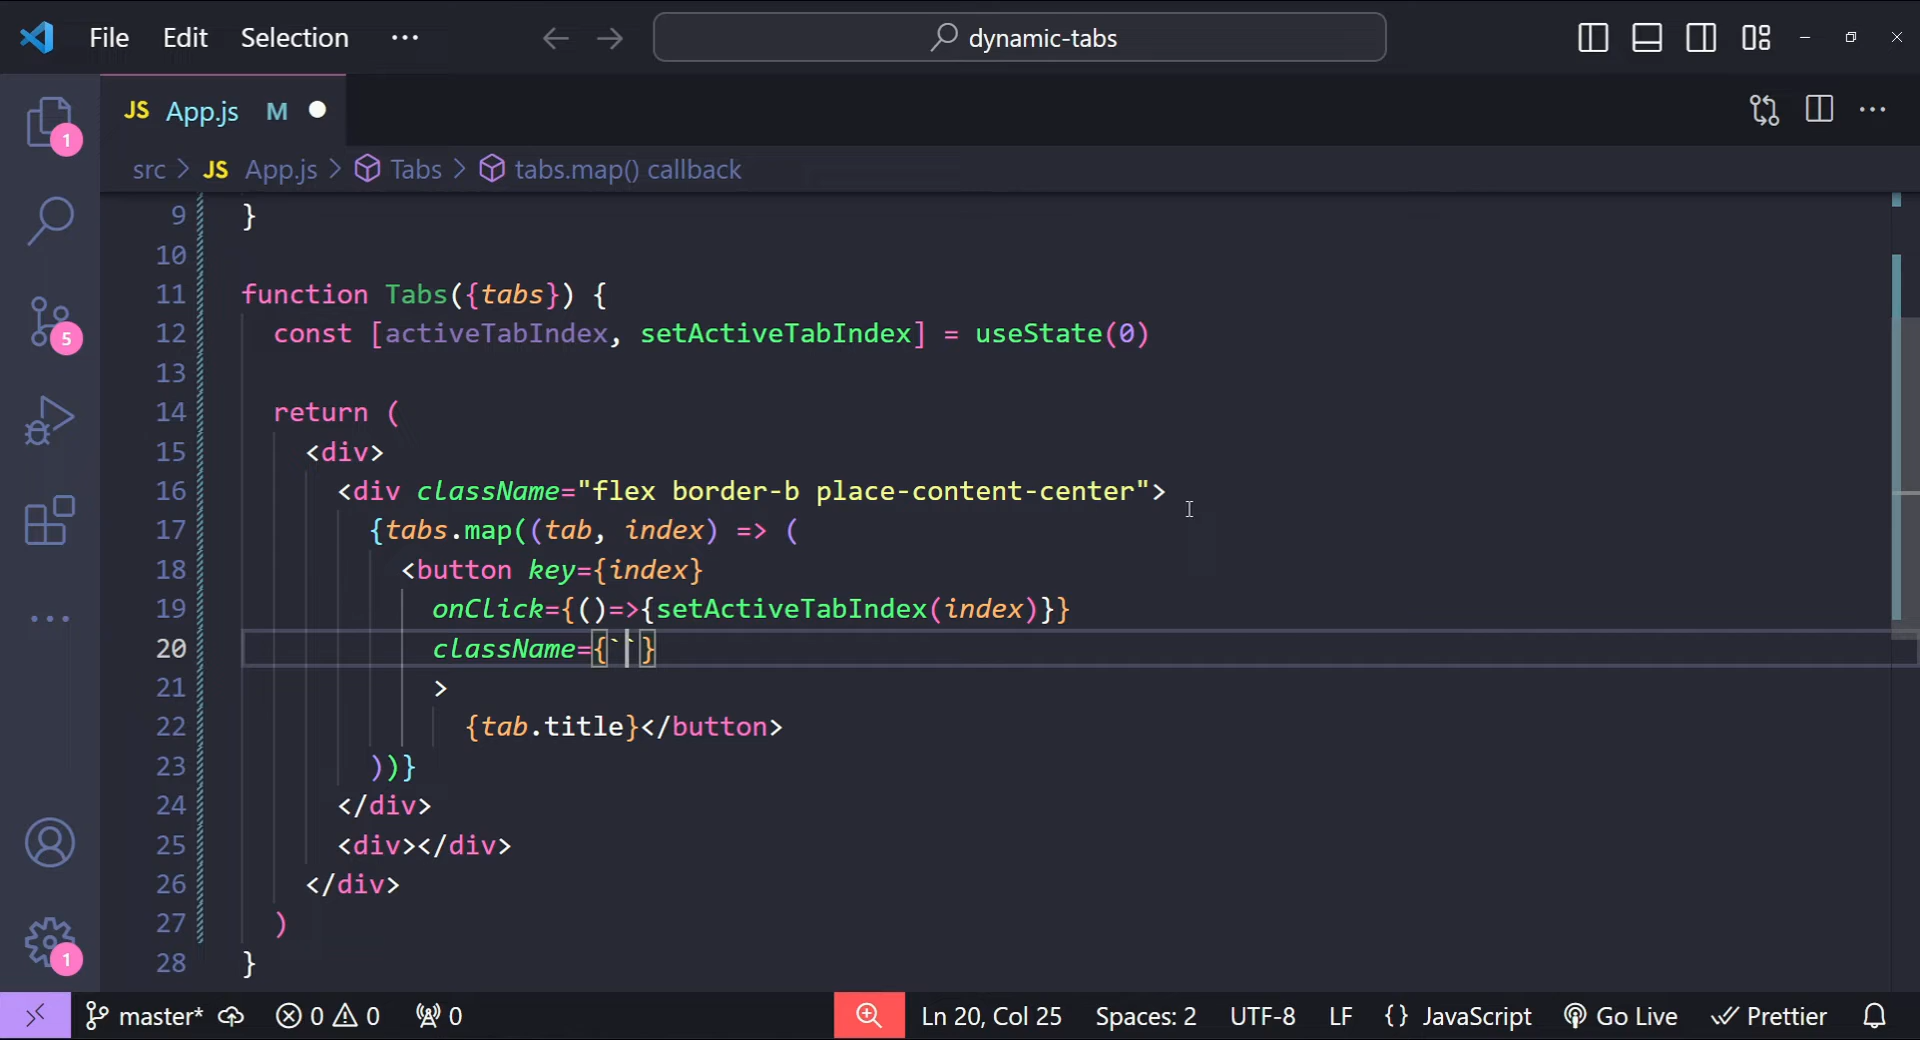 File Edit Selection ··· dynamic-tabs
JS App.js M
src > JS App.js > Tabs > tabs.map() callback
9 }
10
11 function Tabs({tabs}) {
12 const [activeTabIndex, setActiveTabIndex] = useState(0)
13
14 return (
15 <div>
16 <div className="flex border-b place-content-center">
17 {tabs.map((tab, index) => (
18 <button key={index}
19 onClick={()=>{setActiveTabIndex(index)}}
20 className={``}
21 >
22 {tab.title}</button>
23 ))}
24 </div>
25 <div></div>
26 </div>
27 )
28 }
1
5
1
master* 0 0 0 Ln 20, Col 25 Spaces: 2 UTF-8 LF {} JavaScript Go Live Prettier